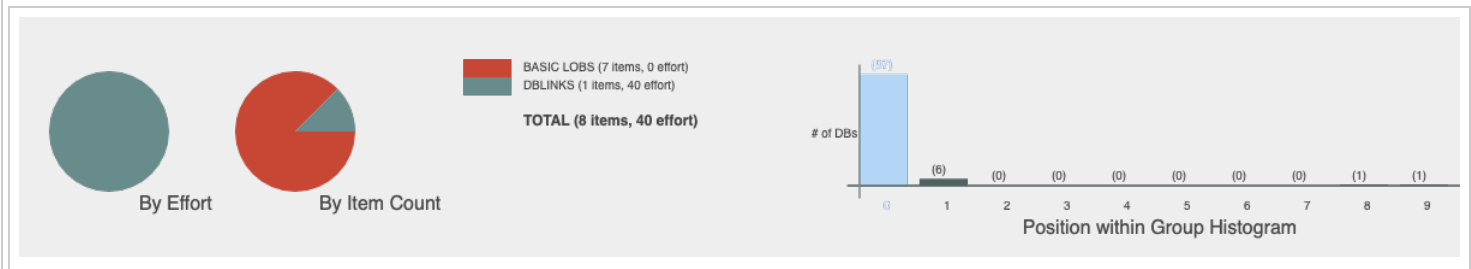 BASIC LOBS (7 items, 0 effort)
DBLINKS (1 items, 40 effort)
TOTAL (8 items, 40 effort)
By Effort
By Item Count
(97)
# of DBs
(6)
(0)
(0)
(0)
(0)
(0)
(0)
(1)
(1)
0 1 2 3 4 5 6 7 8 9
Position within Group Histogram